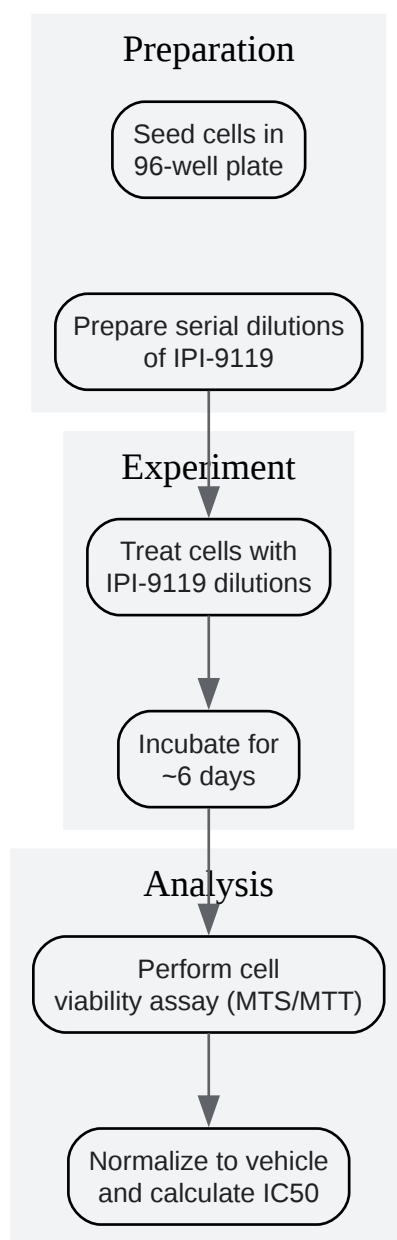 Preparation
Seed cells in
96-well plate
Prepare serial dilutions
of IPI-9119
Experiment
Treat cells with
IPI-9119 dilutions
Incubate for
~6 days
Analysis
Perform cell
viability assay (MTS/MTT)
Normalize to vehicle
and calculate IC50